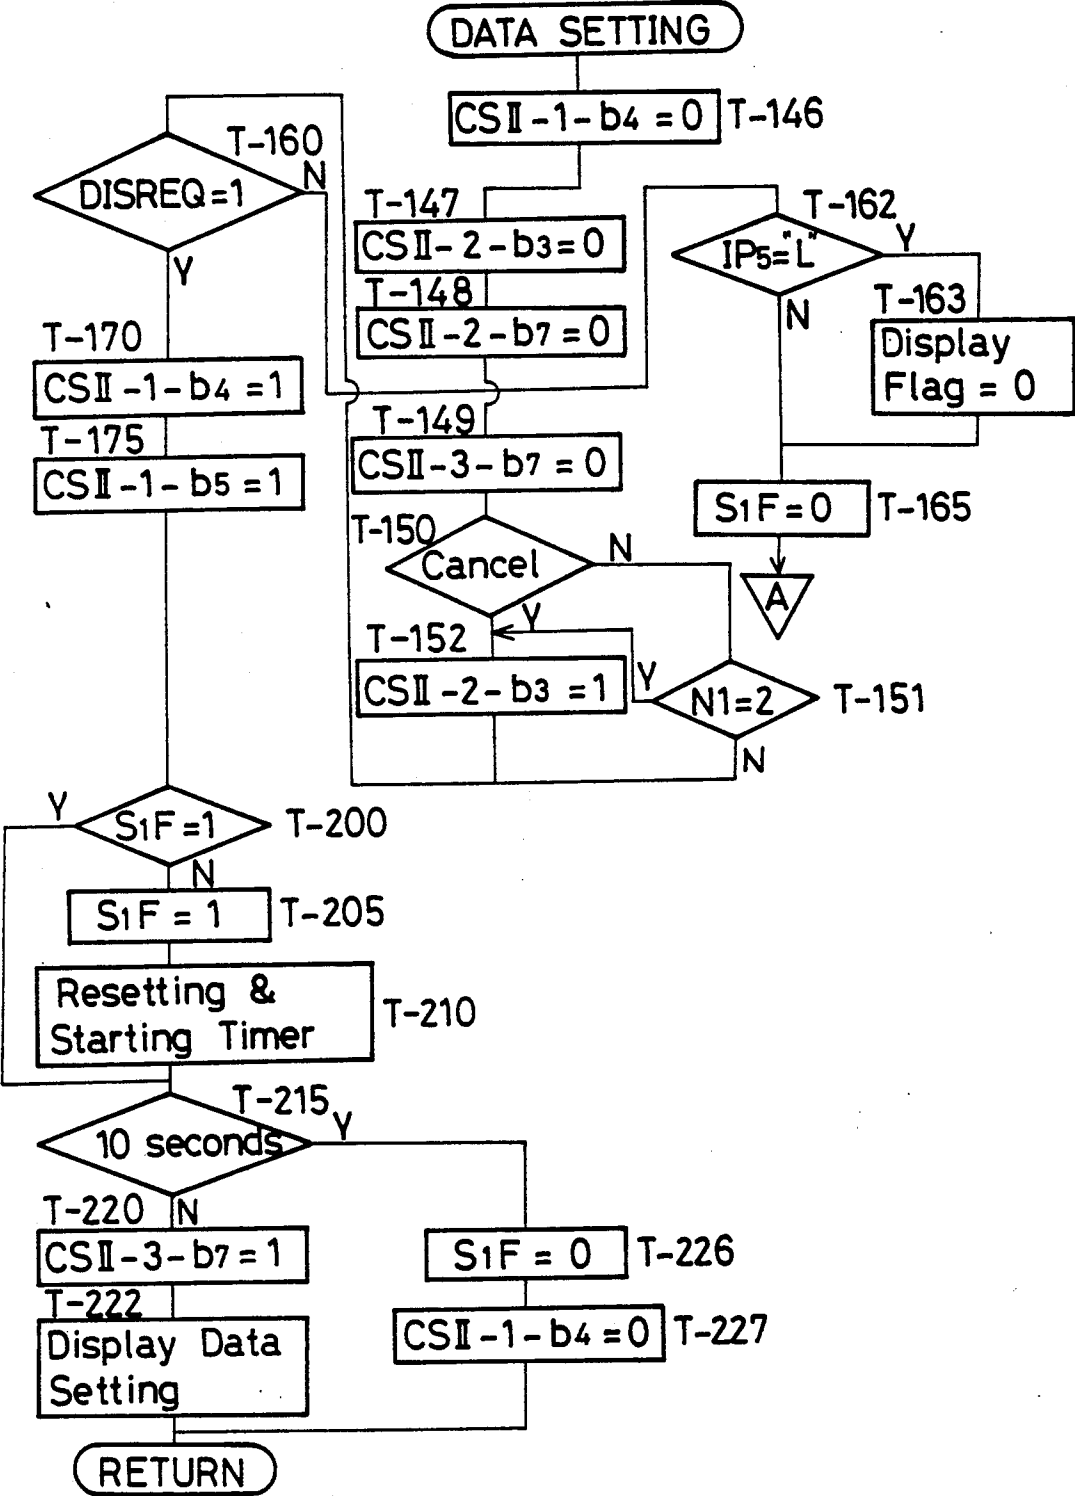 DATA SETTING
CSⅡ-1-b4=0 T-146
T-147
CSⅡ-2-b3=0
T-148
CSⅡ-2-b7=0
T-149
CSⅡ-3-b7=0
T-150
Cancel
N
Y
T-152
CSⅡ-2-b3=1
Y
N1=2 T-151
N
T-160
DISREQ=1
N
Y
T-162
IP5="L"
Y
N
T-163
Display
Flag=0
S1F=0 T-165
A
T-170
CSⅡ-1-b4=1
T-175
CSⅡ-1-b5=1
Y
S1F=1 T-200
N
S1F=1 T-205
Resetting &
Starting Timer
T-210
T-215
10 seconds
Y
N
T-220
CSⅡ-3-b7=1
T-222
Display Data
Setting
S1F=0 T-226
CSⅡ-1-b4=0 T-227
RETURN